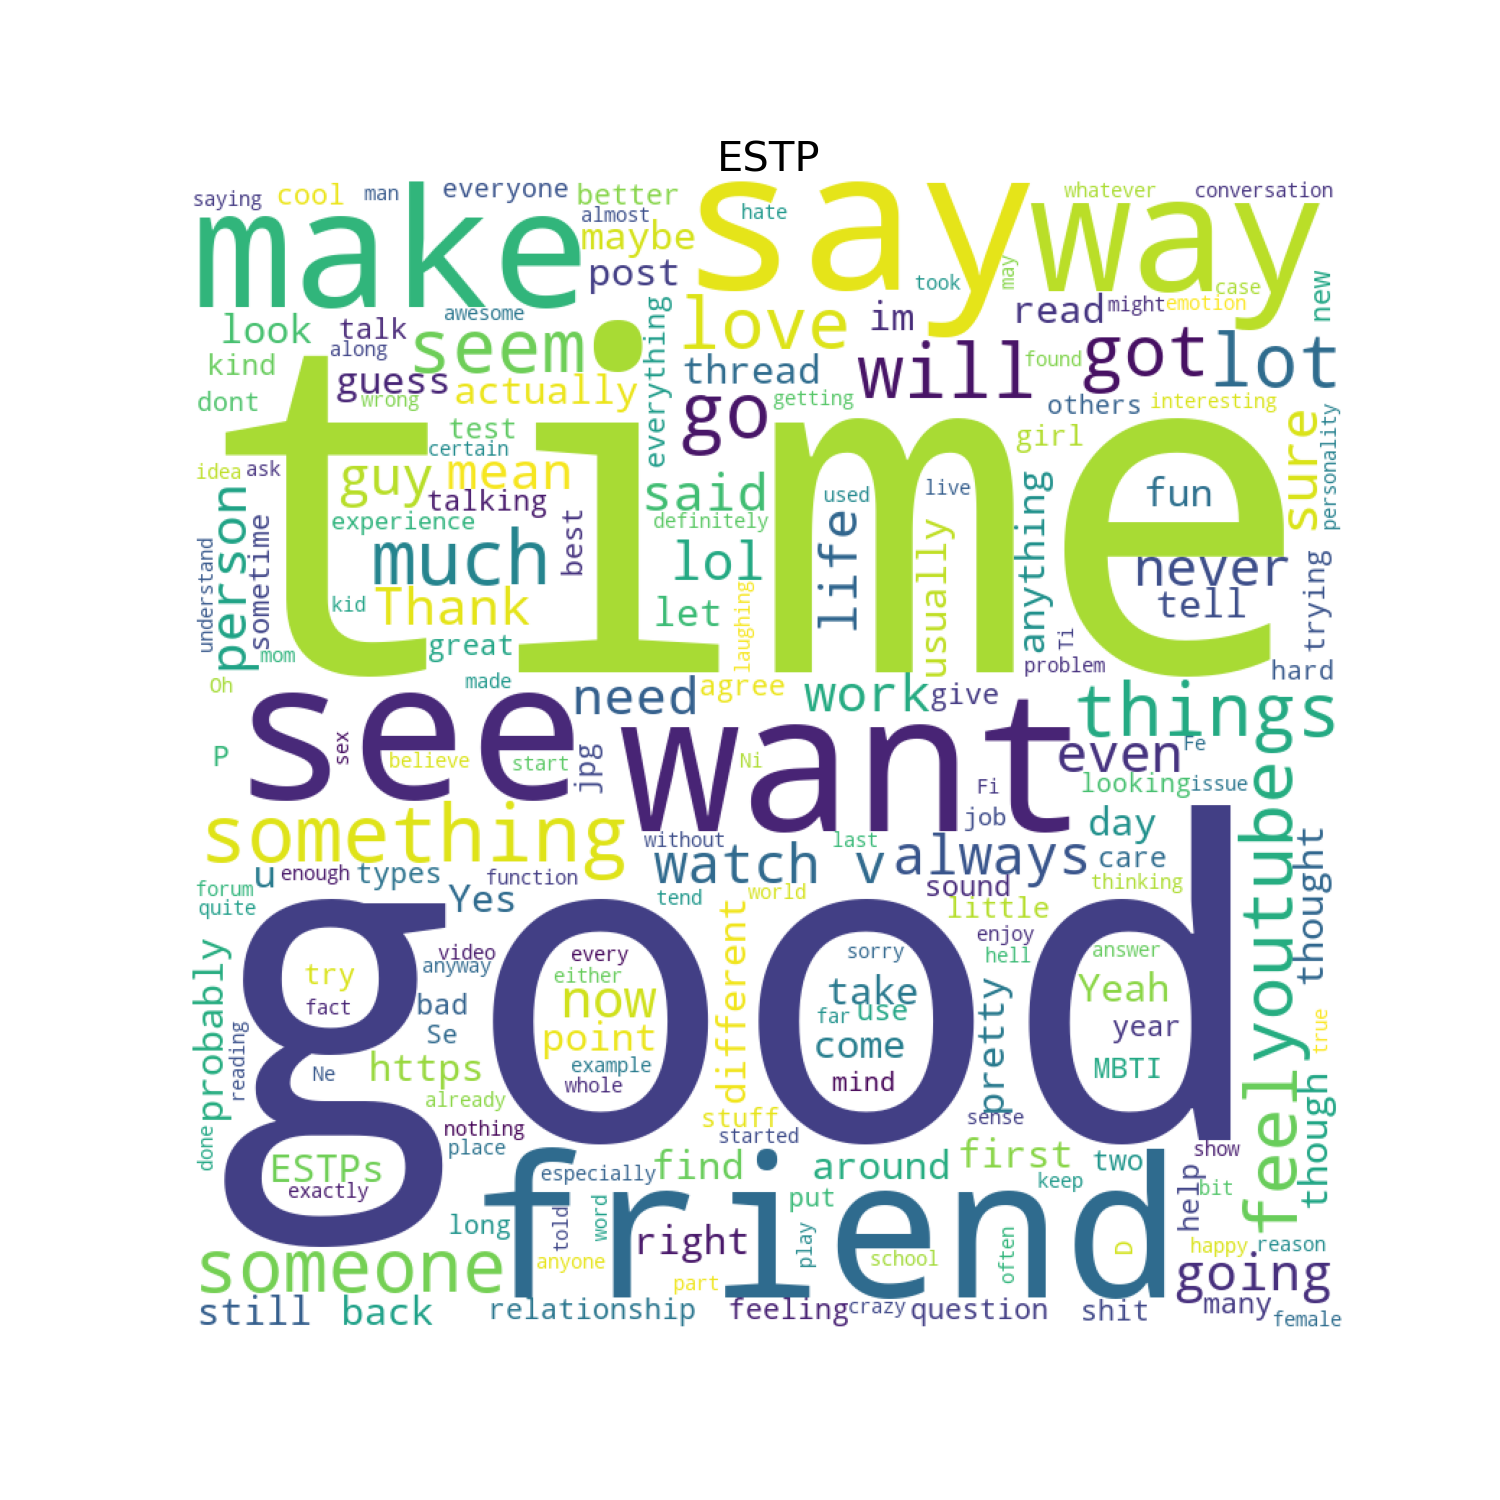 ESTP
saying
cool
man
everyone
better
say
whatever
conversation
make
almost
hate
way
maybe
post
took
may
case
new
awesome
everything
love
im
read
might
emotion
look
talk
seem
along
kind
guess
thread
will
found
got
lot
dont
wrong
actually
go
getting
others
interesting
sure
personality
time
test
certain
girl
idea
ask
guy
mean
talking
said
used
live
anything
fun
person
experience
definitely
life
usually
understand
sometime
much
best
lol
never
trying
kid
Thank
let
tell
laughing
great
Ti
mom
problem
hard
Oh
made
see
need
agree
work
give
things
want
P
sex
believe
start
jpg
Ni
even
Fe
Fi
looking
issue
something
job
day
without
last
youtube
thought
forum
u
enough
types
function
watch
v
always
care
quite
Yes
tend
world
sound
thinking
little
good
probably
video
every
different
sorry
enjoy
answer
try
anyway
either
hell
fact
bad
now
take
pretty
Yeah
far
use
year
true
reading
Se
point
come
Ne
https
example
whole
mind
MBTI
feel
though
already
stuff
sense
done
nothing
started
place
show
ESTPs
especially
find
around
first
two
exactly
friend
keep
help
bit
put
long
told
word
right
play
school
often
D
happy
reason
someone
anyone
part
going
still
back
relationship
feeling
crazy
question
shit
many
female